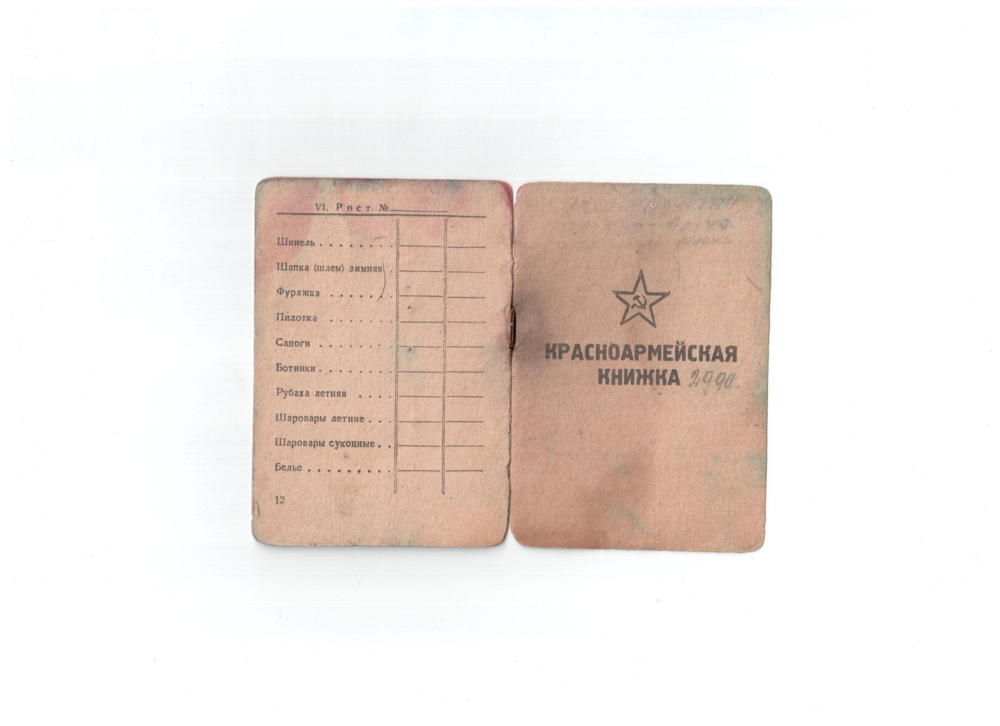 VI. Рост №
Шинель
Шапка (шлем) зимняя
Фуражка
Пилотка
Сапоги
Ботинки
Рубаха летняя
Шаровары летние
Шаровары суконные
Белье
12
КРАСНОАРМЕЙСКАЯ
КНИЖКА 2990.